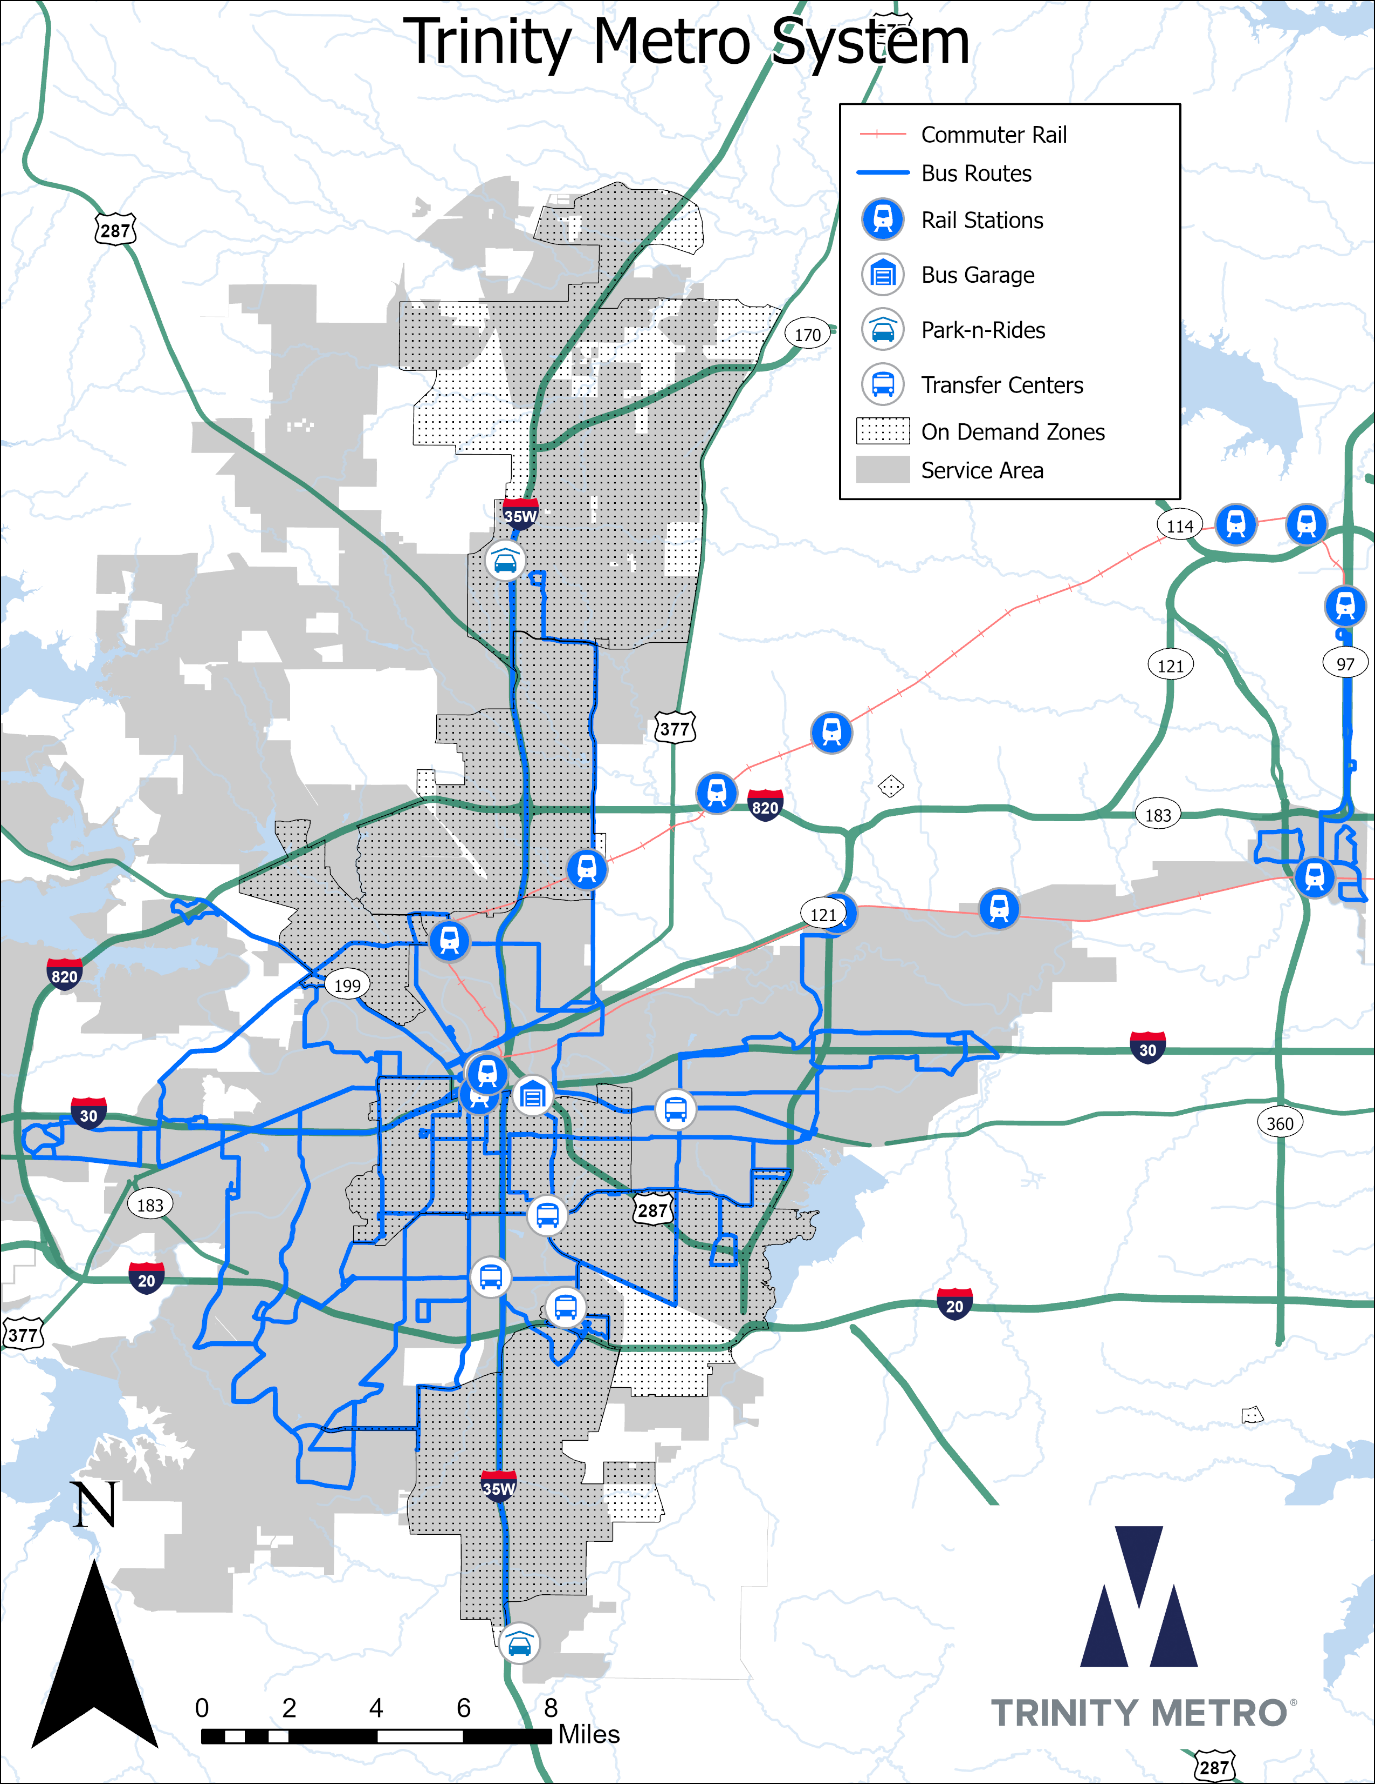 Trinity Metro System
377
Commuter Rail
Bus Routes
Rail Stations
Bus Garage
Park-n-Rides
Transfer Centers
On Demand Zones
Service Area
287
170
35W
114
121
97
377
820
183
121
820
199
30
30
360
183
287
20
20
377
35W
N
0 2 4 6 8
Miles
TRINITY METRO®
287